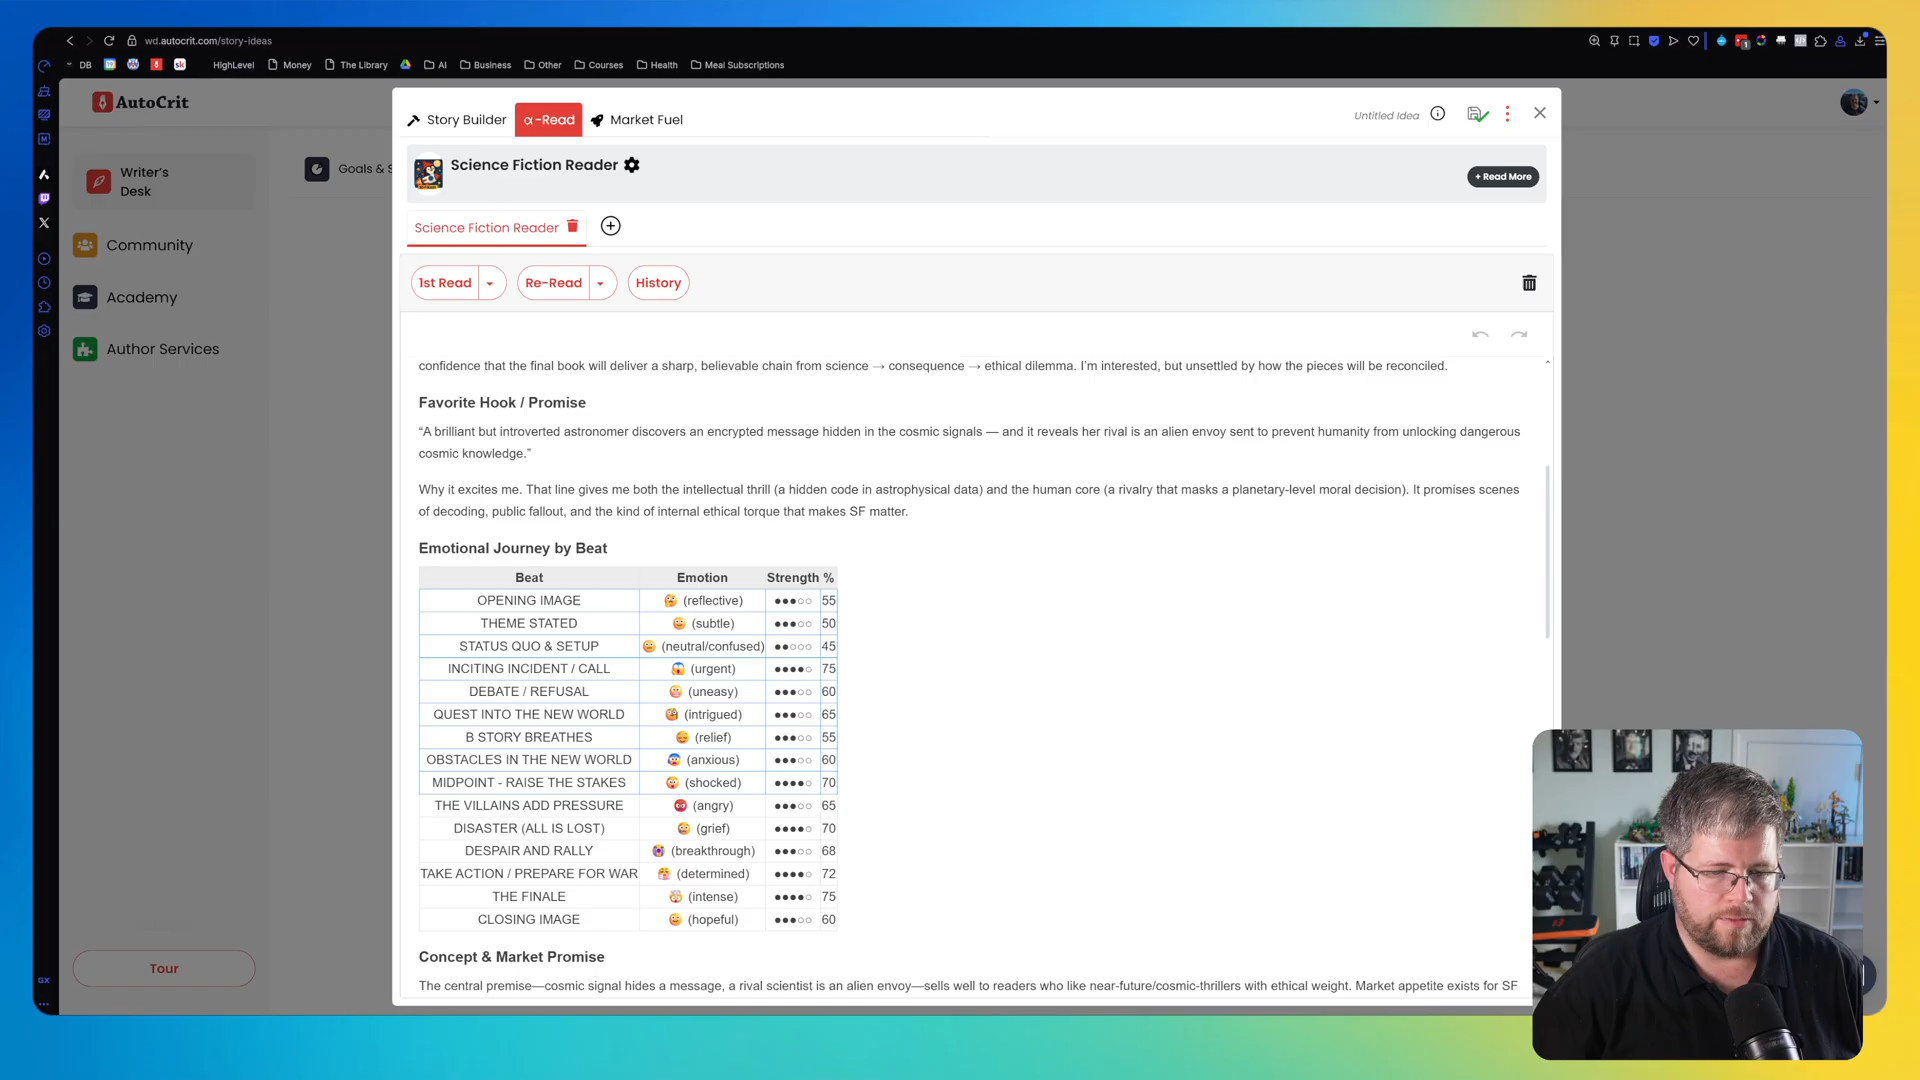 wd.autocrit.com/story-ideas
DB
HighLevel
Money
The Library
AI
Business
Other
Courses
Health
Meal Subscriptions
AutoCrit
Writer's
Desk
Goals & S
Community
Academy
Author Services
Tour
Story Builder
α-Read
Market Fuel
Untitled Idea
Science Fiction Reader
+ Read More
Science Fiction Reader
1st Read
Re-Read
History
confidence that the final book will deliver a sharp, believable chain from science → consequence → ethical dilemma. I'm interested, but unsettled by how the pieces will be reconciled.
Favorite Hook / Promise
“A brilliant but introverted astronomer discovers an encrypted message hidden in the cosmic signals — and it reveals her rival is an alien envoy sent to prevent humanity from unlocking dangerous
cosmic knowledge.”
Why it excites me. That line gives me both the intellectual thrill (a hidden code in astrophysical data) and the human core (a rivalry that masks a planetary-level moral decision). It promises scenes
of decoding, public fallout, and the kind of internal ethical torque that makes SF matter.
Emotional Journey by Beat
Beat Emotion Strength %
OPENING IMAGE 🤔 (reflective) ●●●○○ 55
THEME STATED (subtle) ●●●○○ 50
STATUS QUO & SETUP (neutral/confused) ●●○○○ 45
INCITING INCIDENT / CALL 😱 (urgent) ●●●●○ 75
DEBATE / REFUSAL (uneasy) ●●●○○ 60
QUEST INTO THE NEW WORLD (intrigued) ●●●○○ 65
B STORY BREATHES (relief) ●●●○○ 55
OBSTACLES IN THE NEW WORLD (anxious) ●●●○○ 60
MIDPOINT - RAISE THE STAKES (shocked) ●●●●○ 70
THE VILLAINS ADD PRESSURE (angry) ●●●○○ 65
DISASTER (ALL IS LOST) (grief) ●●●●○ 70
DESPAIR AND RALLY (breakthrough) ●●●○○ 68
TAKE ACTION / PREPARE FOR WAR (determined) ●●●●○ 72
THE FINALE 🤯 (intense) ●●●●○ 75
CLOSING IMAGE (hopeful) ●●●○○ 60
Concept & Market Promise
The central premise—cosmic signal hides a message, a rival scientist is an alien envoy—sells well to readers who like near-future/cosmic-thrillers with ethical weight. Market appetite exists for SF